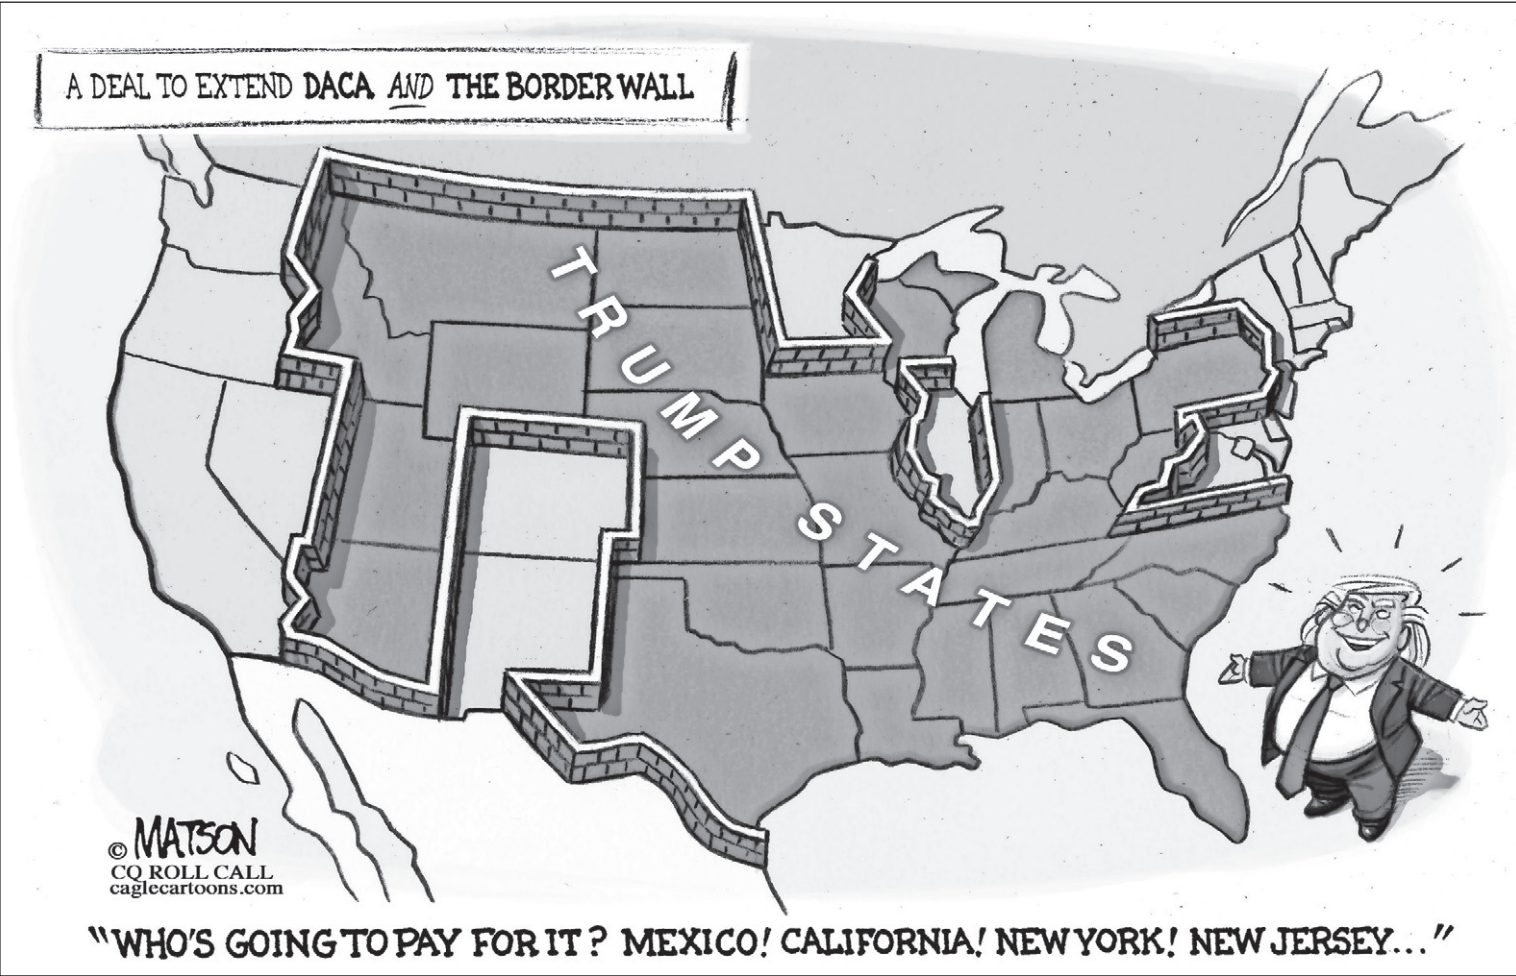 A DEAL TO EXTEND DACA AND THE BORDER WALL
TRUMP STATES
© MATSON
CQ ROLL CALL
caglecartoons.com
"WHO'S GOING TO PAY FOR IT? MEXICO! CALIFORNIA! NEW YORK! NEW JERSEY..."